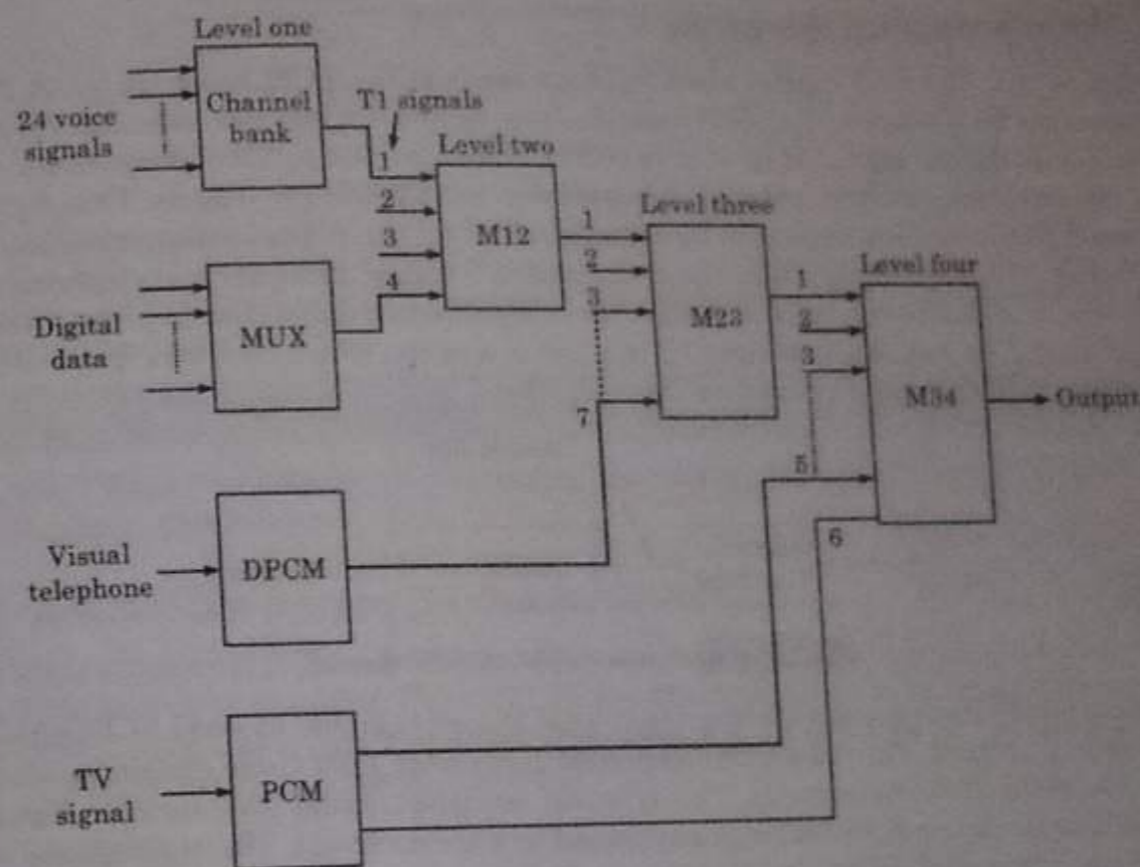 Level one
24 voice
signals
Channel
bank
T1 signals
1
2
3
4
Level two
M12
Digital
data
MUX
1
2
3
7
Level three
M23
1
2
3
5
6
Level four
M34
Output
Visual
telephone
DPCM
TV
signal
PCM